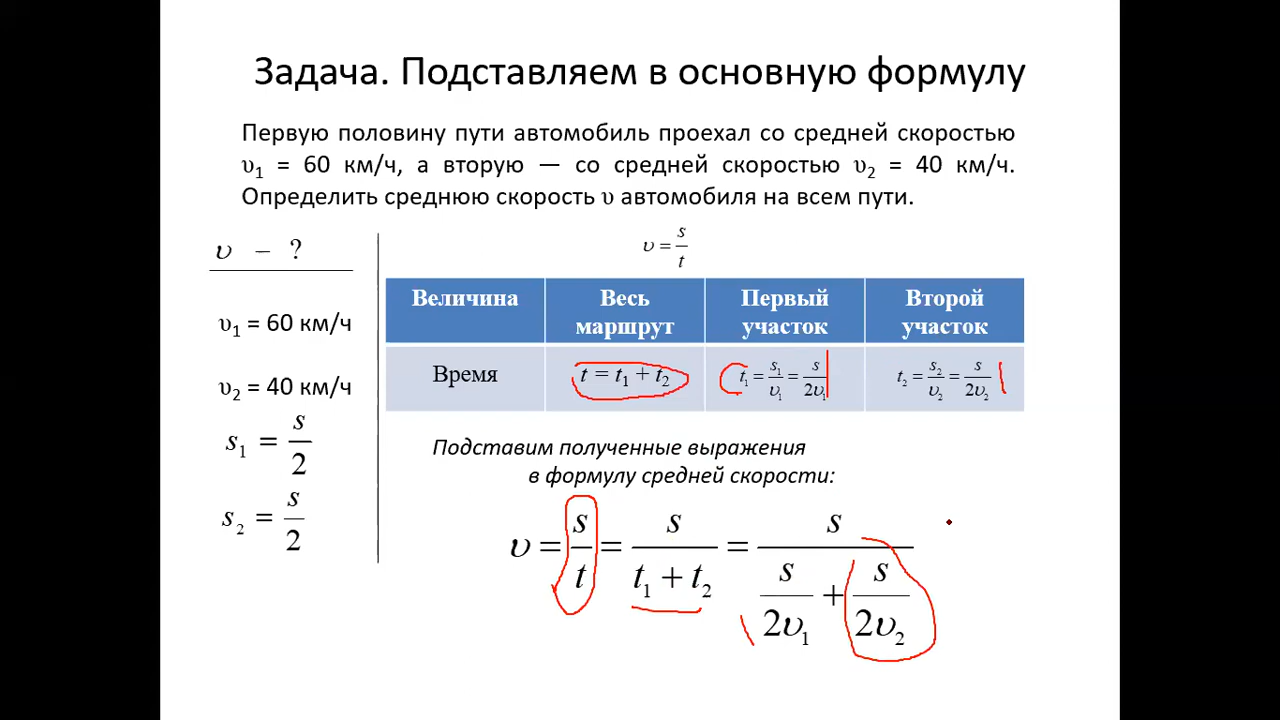 Задача. Подставляем в основную формулу
Первую половину пути автомобиль проехал со средней скоростью
υ₁ = 60 км/ч, а вторую — со средней скоростью υ₂ = 40 км/ч.
Определить среднюю скорость υ автомобиля на всем пути.
υ – ?
υ₁ = 60 км/ч
υ₂ = 40 км/ч
s₁ = s/2
s₂ = s/2
υ = s/t
Величина Весь маршрут Первый участок Второй участок
Время t = t₁ + t₂ t₁ = s₁/υ₁ = s/2υ₁ t₂ = s₂/υ₂ = s/2υ₂
Подставим полученные выражения
в формулу средней скорости:
υ = s/t = s/(t₁ + t₂) = s/(s/2υ₁ + s/2υ₂)